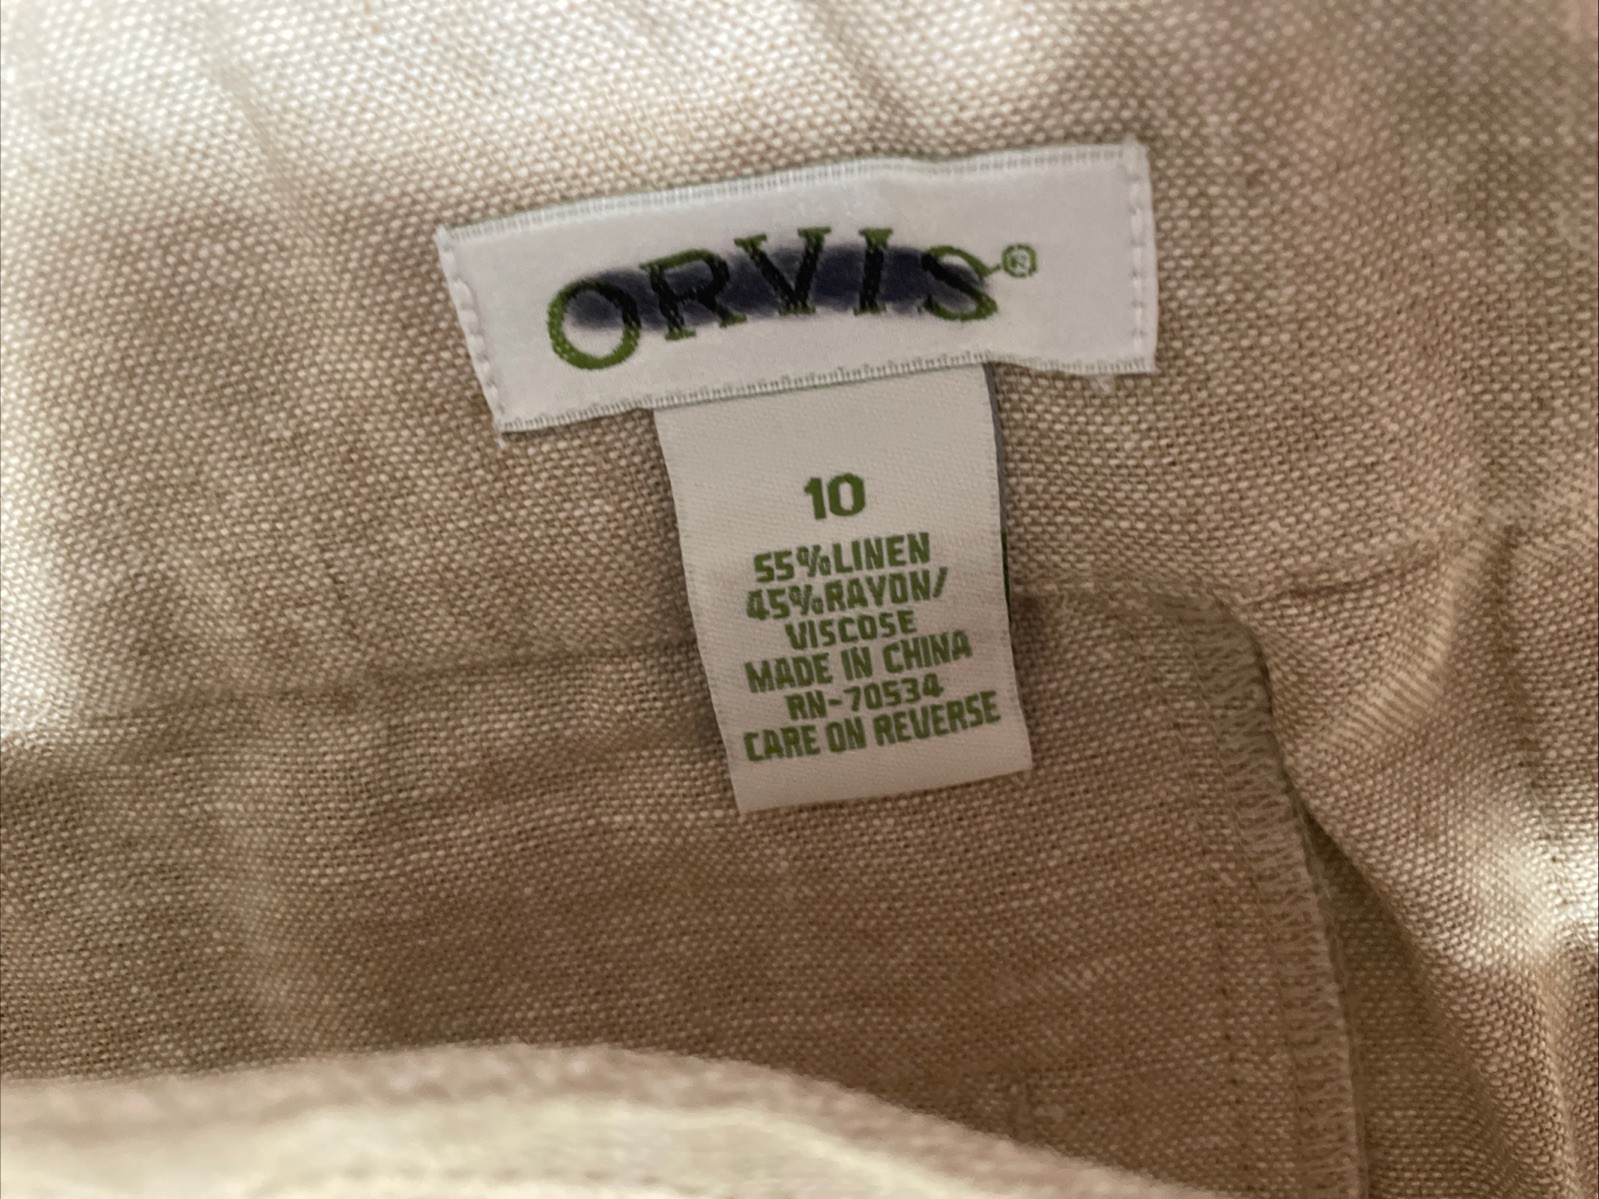 ORVIS®
10
55%LINEN
45%RAYON/
VISCOSE
MADE IN CHINA
RN-70534
CARE ON REVERSE